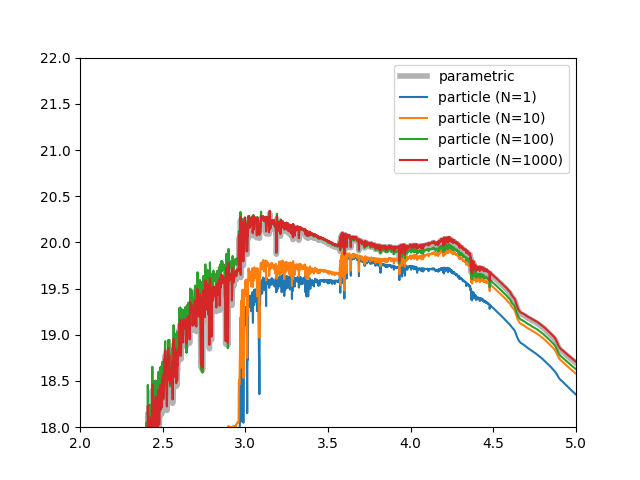 22.0
21.5
21.0
20.5
20.0
19.5
19.0
18.5
18.0
2.0 2.5 3.0 3.5 4.0 4.5 5.0
parametric
particle (N=1)
particle (N=10)
particle (N=100)
particle (N=1000)